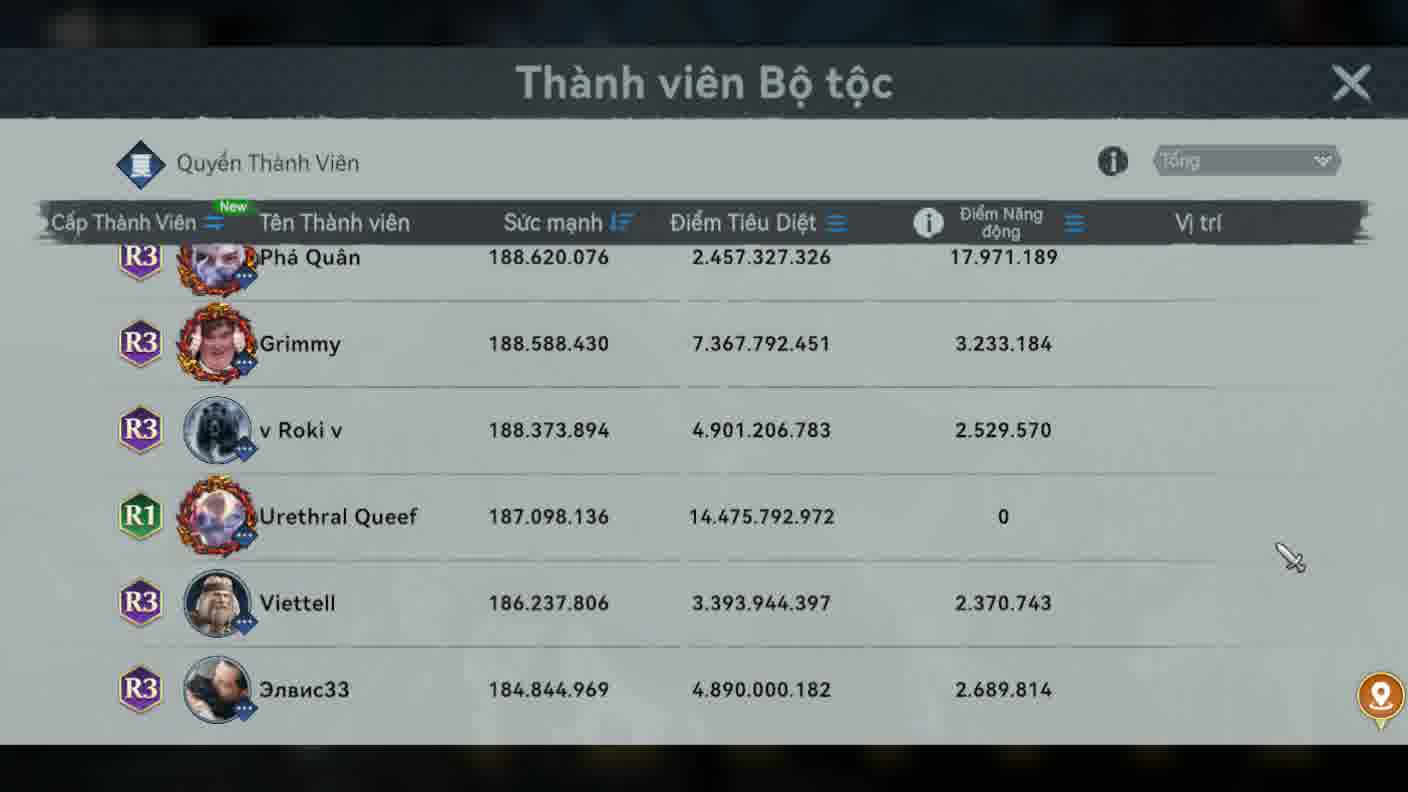 Thành viên Bộ tộc
Quyền Thành Viên
Tổng
Cấp Thành Viên New Tên Thành viên Sức mạnh Điểm Tiêu Diệt Điểm Năng động Vị trí
R3 Phá Quân 188.620.076 2.457.327.326 17.971.189
R3 Grimmy 188.588.430 7.367.792.451 3.233.184
R3 v Roki v 188.373.894 4.901.206.783 2.529.570
R1 Urethral Queef 187.098.136 14.475.792.972 0
R3 Viettell 186.237.806 3.393.944.397 2.370.743
R3 Элвис33 184.844.969 4.890.000.182 2.689.814